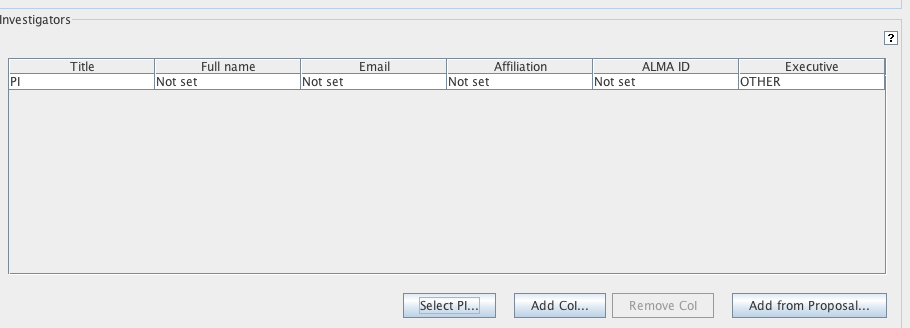 Investigators
?
Title Full name Email Affiliation ALMA ID Executive
PI Not set Not set Not set Not set OTHER
Select PI... Add CoI... Remove CoI Add from Proposal...